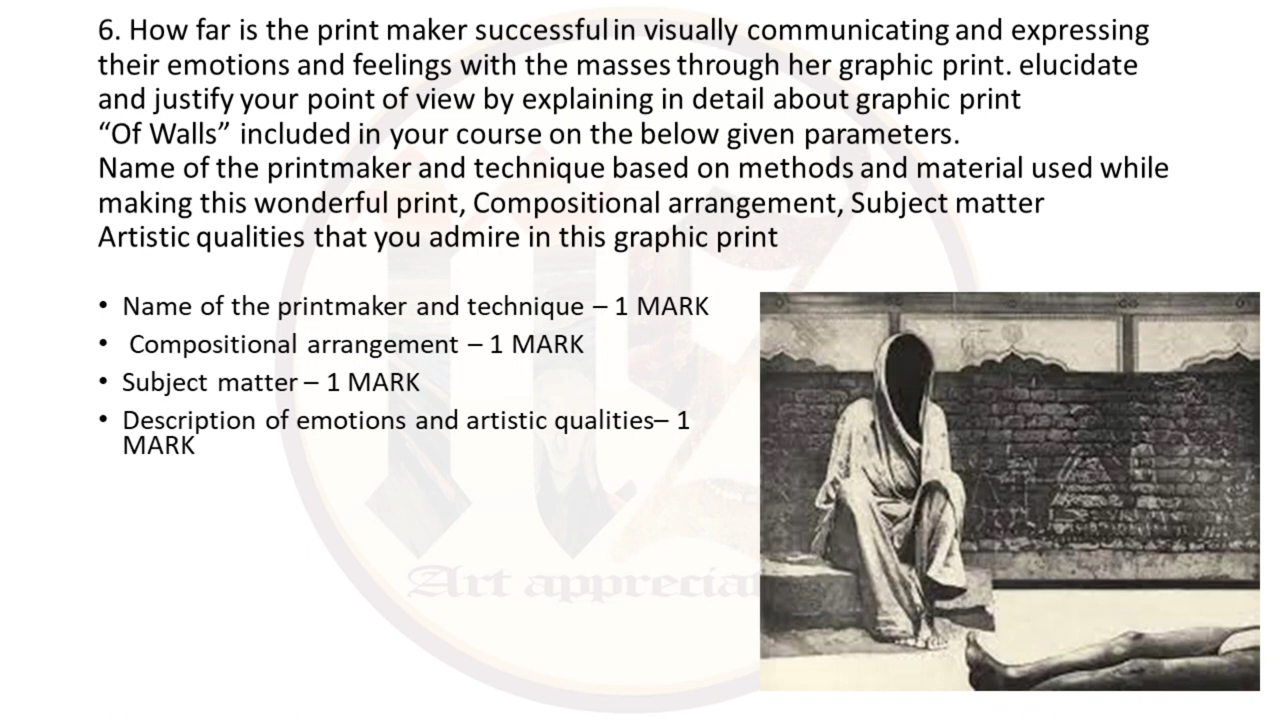 6. How far is the print maker successful in visually communicating and expressing
their emotions and feelings with the masses through her graphic print. elucidate
and justify your point of view by explaining in detail about graphic print
“Of Walls” included in your course on the below given parameters.
Name of the printmaker and technique based on methods and material used while
making this wonderful print, Compositional arrangement, Subject matter
Artistic qualities that you admire in this graphic print
• Name of the printmaker and technique – 1 MARK
• Compositional arrangement – 1 MARK
• Subject matter – 1 MARK
• Description of emotions and artistic qualities– 1
MARK
Art apprecia